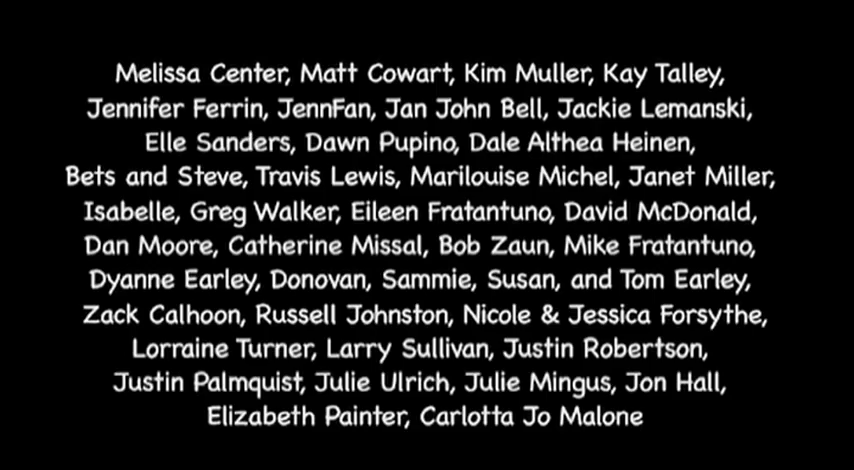 Melissa Center, Matt Cowart, Kim Muller, Kay Talley,
Jennifer Ferrin, JennFan, Jan John Bell, Jackie Lemanski,
Elle Sanders, Dawn Pupino, Dale Althea Heinen,
Bets and Steve, Travis Lewis, Marilouise Michel, Janet Miller,
Isabelle, Greg Walker, Eileen Fratantuno, David McDonald,
Dan Moore, Catherine Missal, Bob Zaun, Mike Fratantuno,
Dyanne Earley, Donovan, Sammie, Susan, and Tom Earley,
Zack Calhoon, Russell Johnston, Nicole & Jessica Forsythe,
Lorraine Turner, Larry Sullivan, Justin Robertson,
Justin Palmquist, Julie Ulrich, Julie Mingus, Jon Hall,
Elizabeth Painter, Carlotta Jo Malone